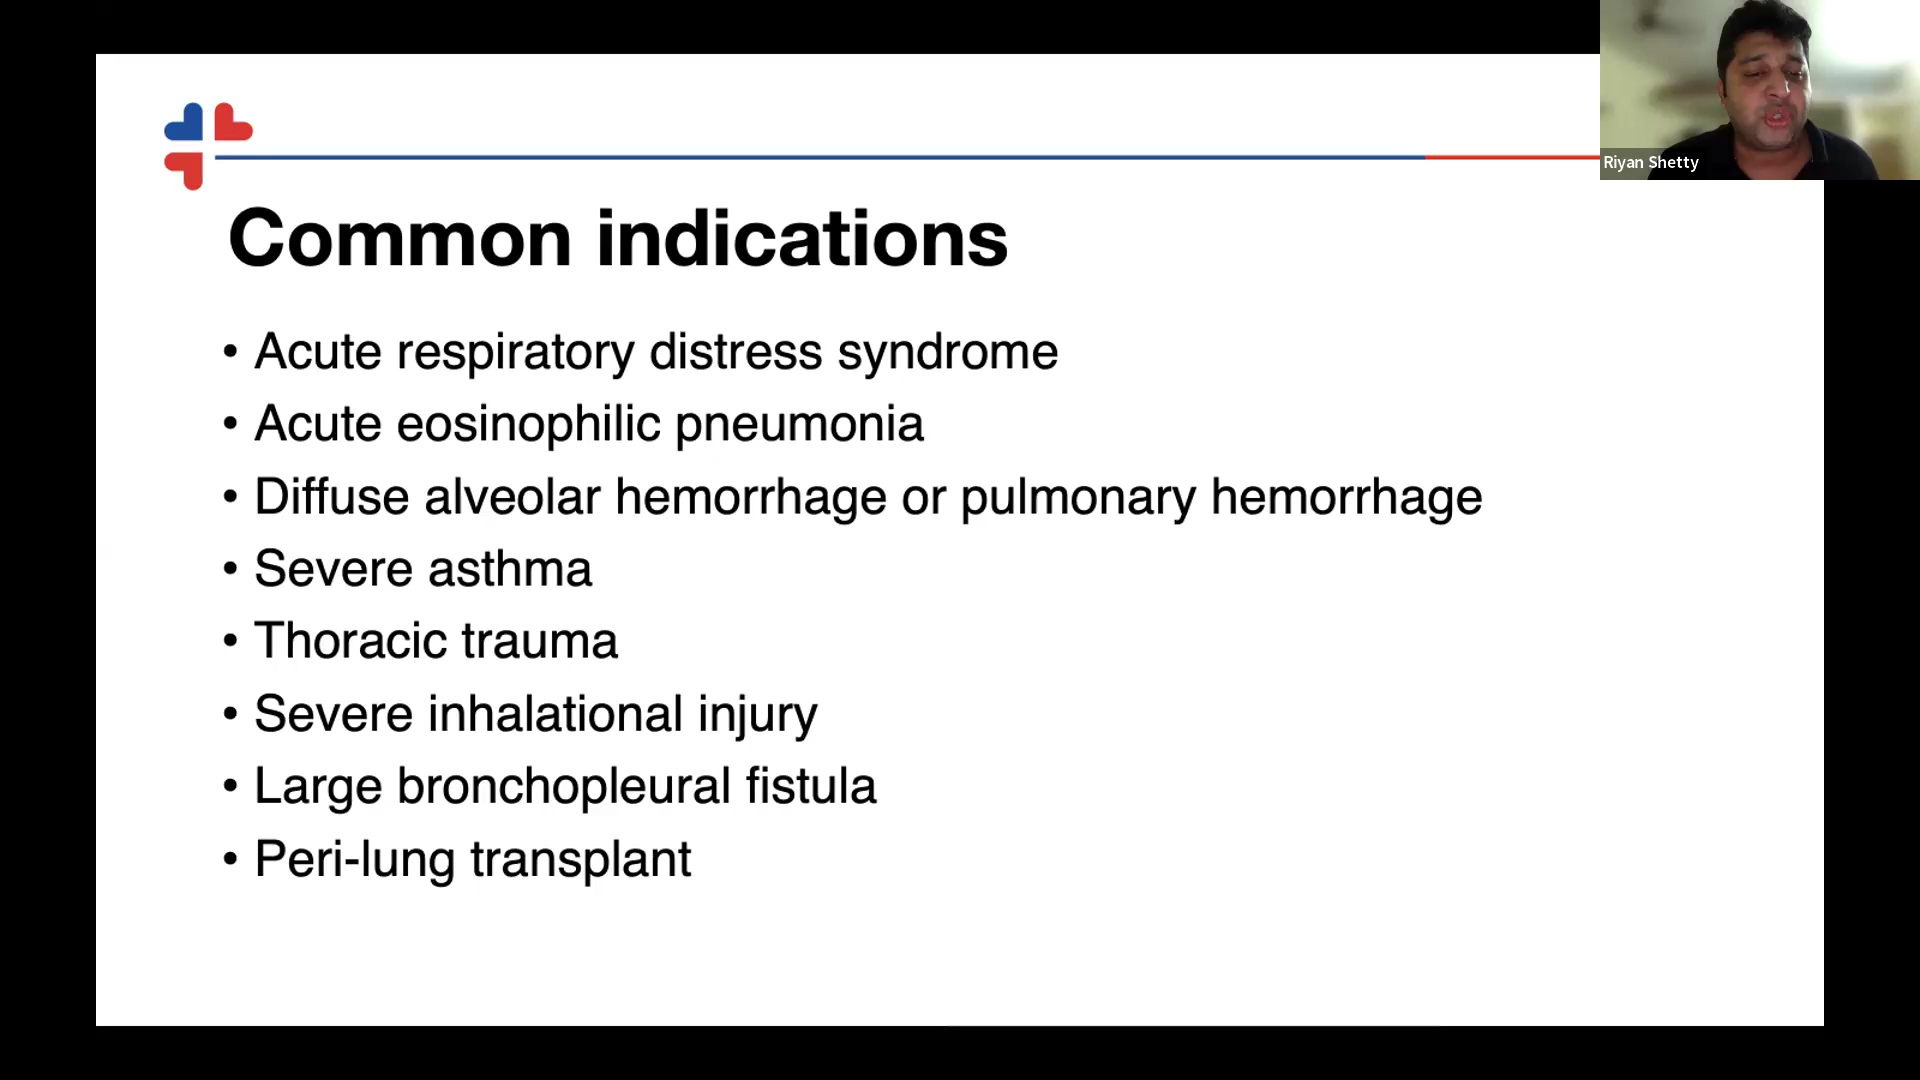 Riyan Shetty
Common indications
• Acute respiratory distress syndrome
• Acute eosinophilic pneumonia
• Diffuse alveolar hemorrhage or pulmonary hemorrhage
• Severe asthma
• Thoracic trauma
• Severe inhalational injury
• Large bronchopleural fistula
• Peri-lung transplant